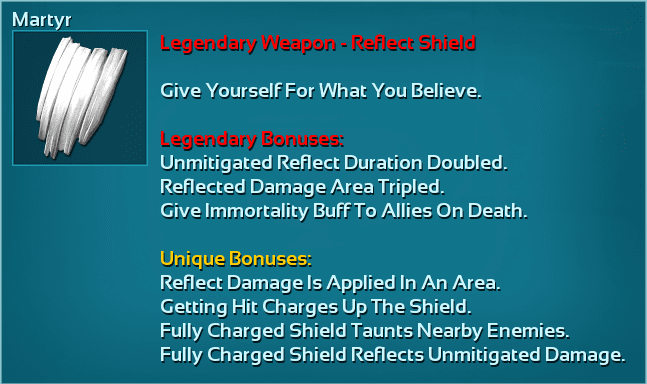 Martyr
Legendary Weapon - Reflect Shield
Give Yourself For What You Believe.
Legendary Bonuses:
Unmitigated Reflect Duration Doubled.
Reflected Damage Area Tripled.
Give Immortality Buff To Allies On Death.
Unique Bonuses:
Reflect Damage Is Applied In An Area.
Getting Hit Charges Up The Shield.
Fully Charged Shield Taunts Nearby Enemies.
Fully Charged Shield Reflects Unmitigated Damage.